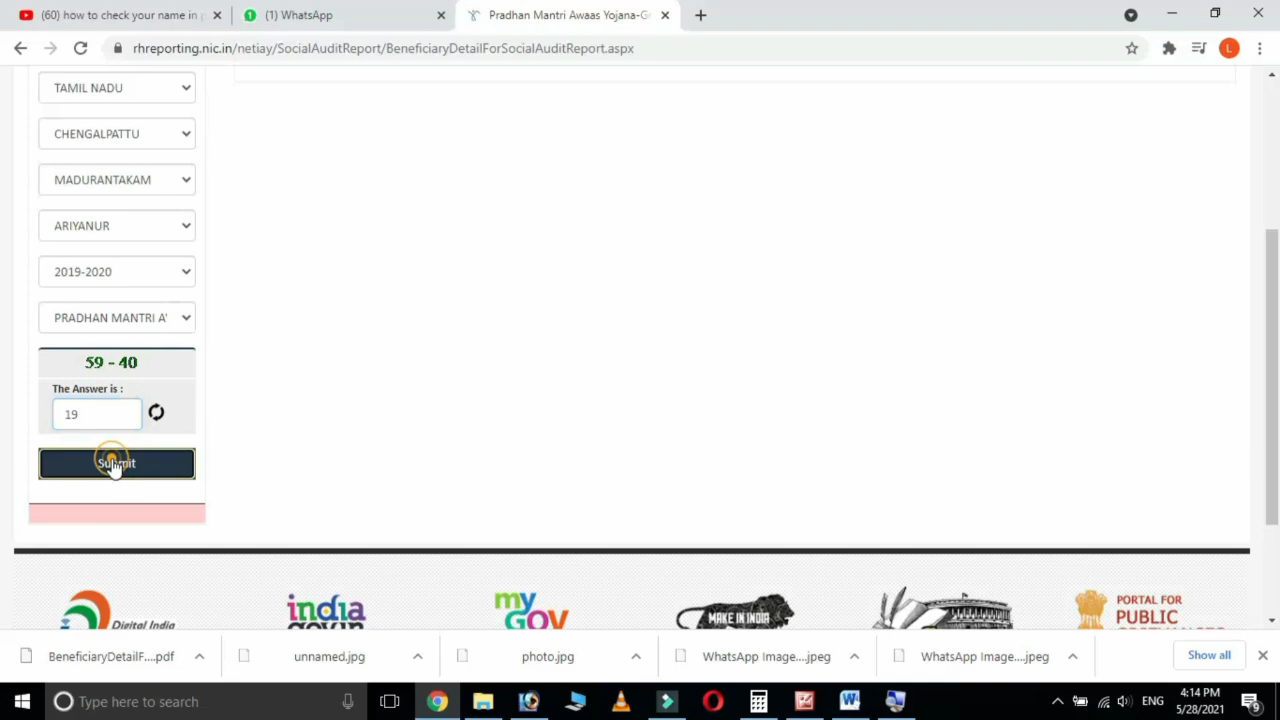 (60) how to check your name in p
(1) WhatsApp
Pradhan Mantri Awaas Yojana-G
rhreporting.nic.in/netiay/SocialAuditReport/BeneficiaryDetailForSocialAuditReport.aspx
L
TAMIL NADU
CHENGALPATTU
MADURANTAKAM
ARIYANUR
2019-2020
PRADHAN MANTRI A
59 - 40
The Answer is :
19
Submit
Digital India
india
gov.in
my
GOV
MAKE IN INDIA
PORTAL FOR
PUBLIC
BeneficiaryDetailF....pdf
unnamed.jpg
photo.jpg
WhatsApp Image....jpeg
WhatsApp Image....jpeg
Show all
Type here to search
ENG
4:14 PM
5/28/2021
9